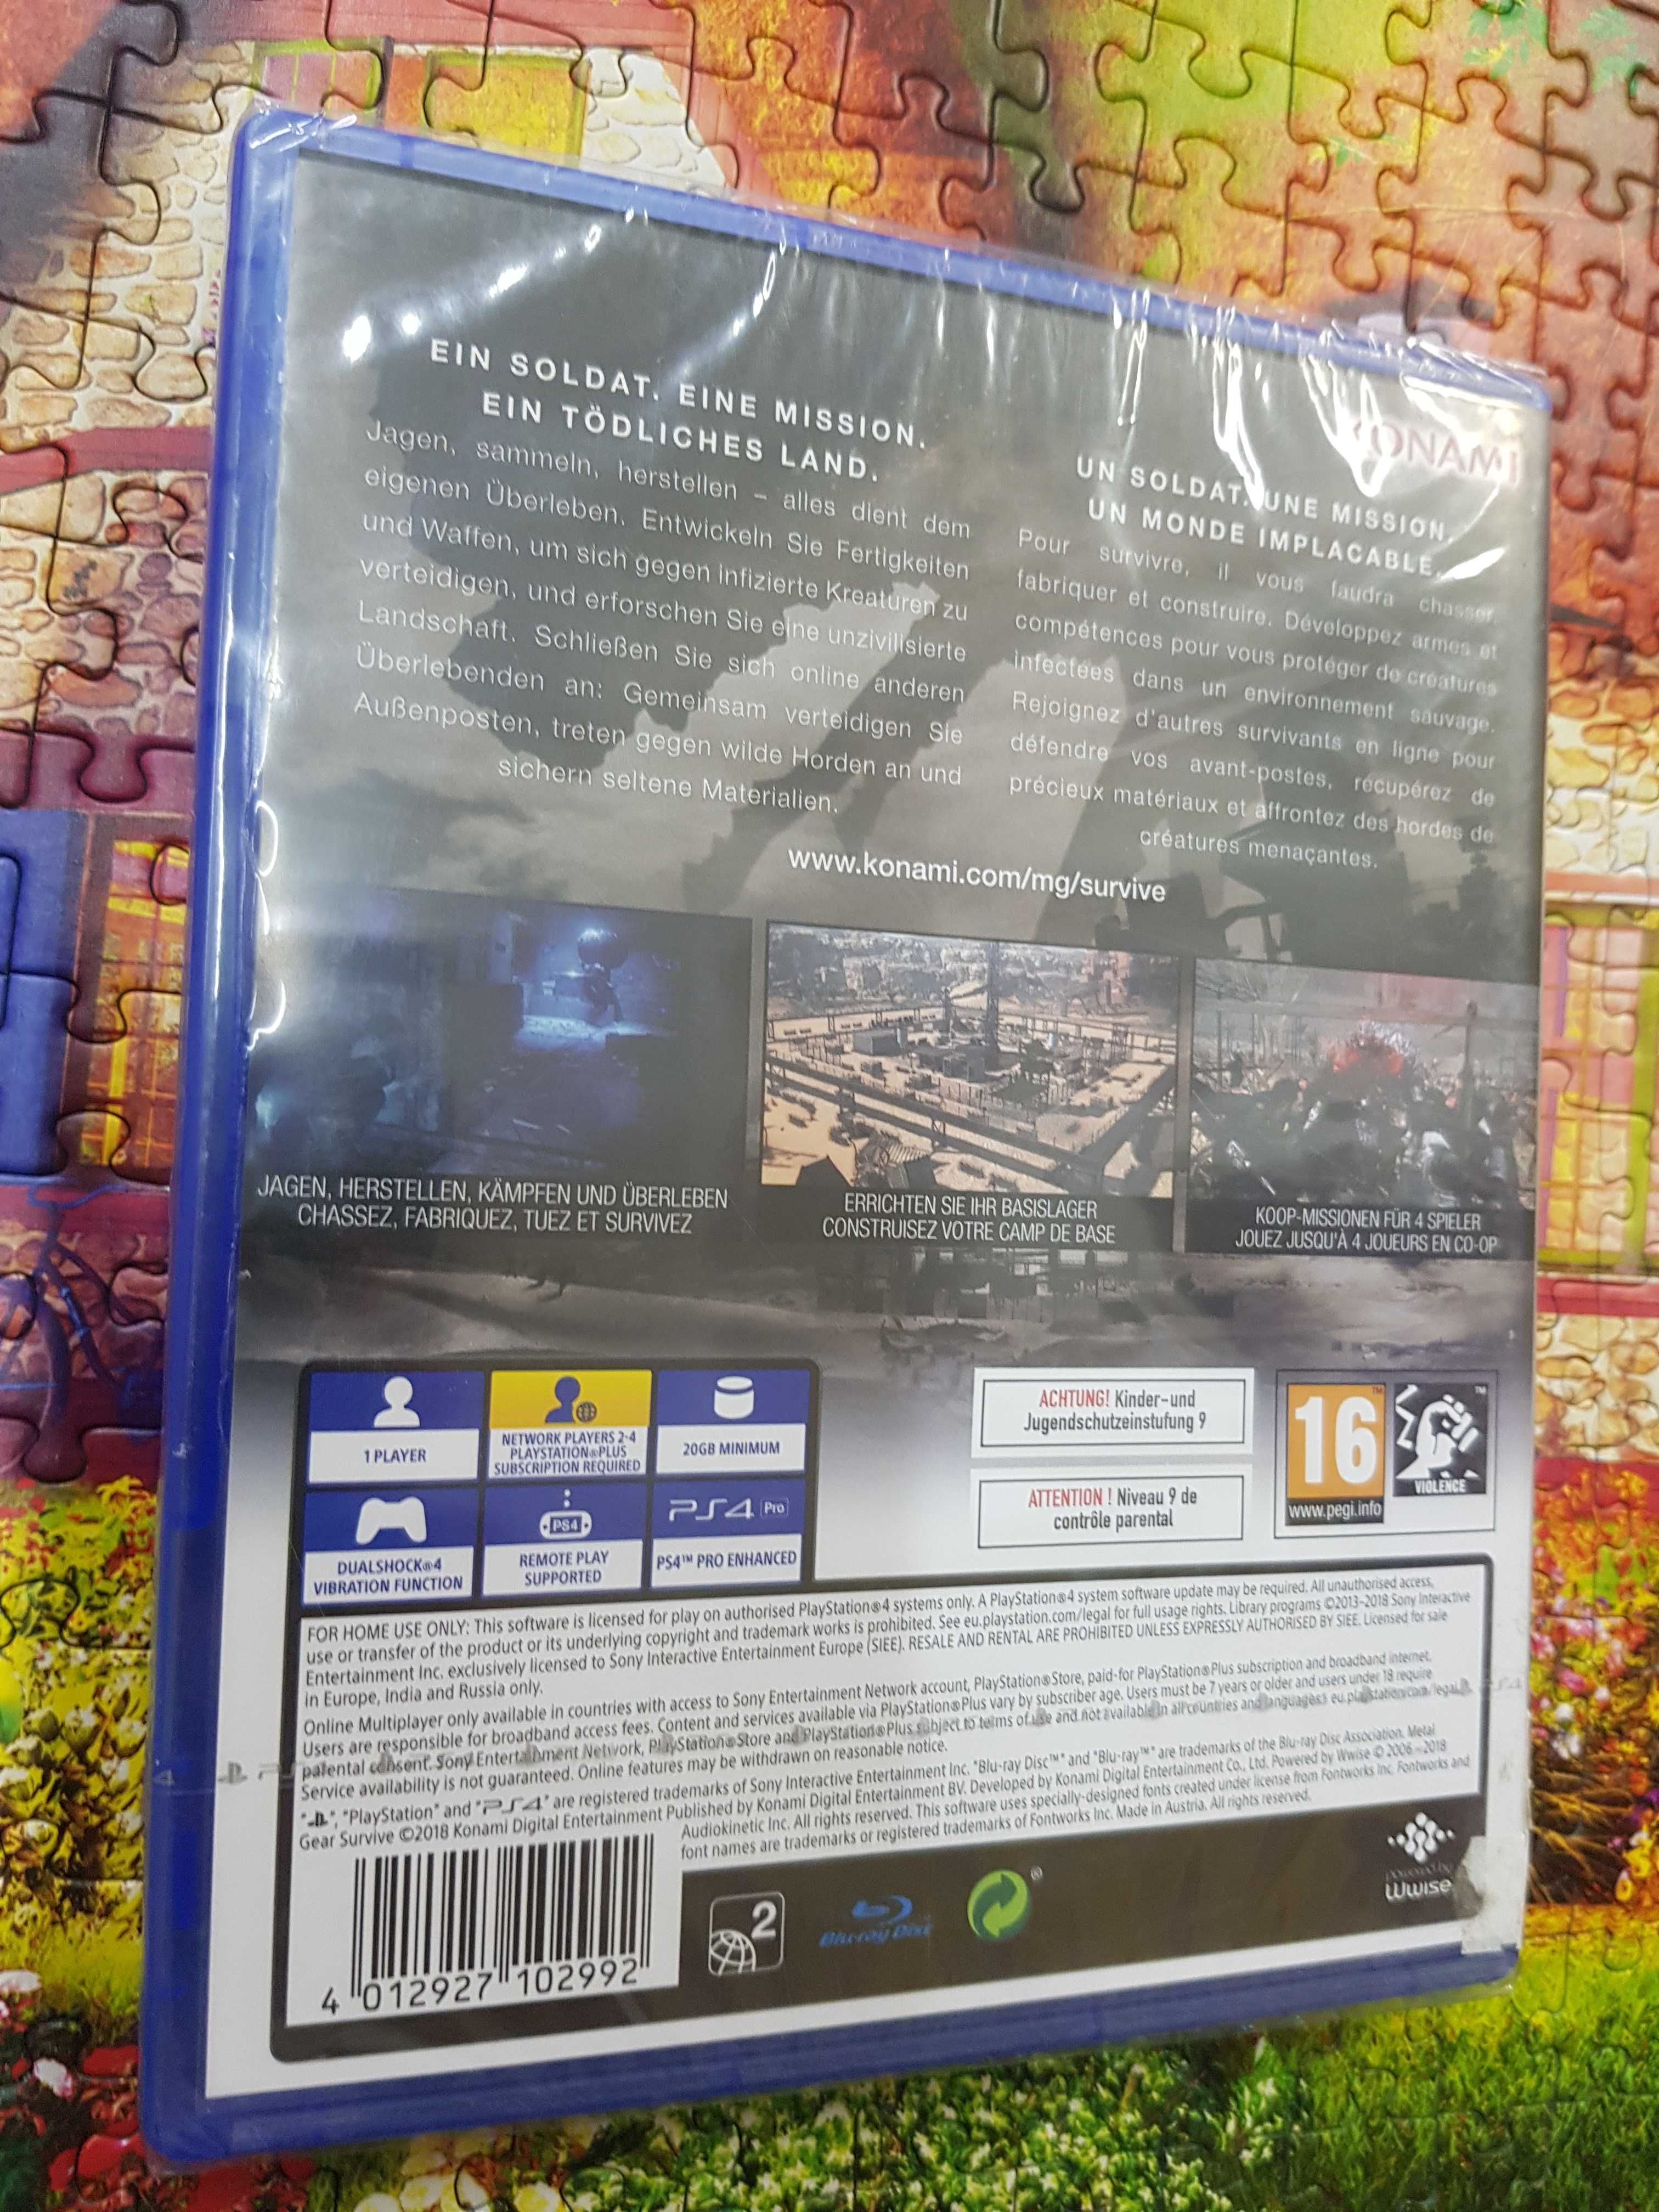 KONAMI
EIN SOLDAT. EINE MISSION.
EIN TÖDLICHES LAND.
Jagen, sammeln, herstellen – alles dient dem
eigenen Überleben. Entwickeln Sie Fertigkeiten
und Waffen, um sich gegen infizierte Kreaturen zu
verteidigen, und erforschen Sie eine unzivilisierte
Landschaft. Schließen Sie sich online anderen
Überlebenden an: Gemeinsam verteidigen Sie
Außenposten, treten gegen wilde Horden an und
sichern seltene Materialien.
UN SOLDAT. UNE MISSION.
UN MONDE IMPLACABLE.
Pour survivre, il vous faudra chasser,
fabriquer et construire. Développez armes et
compétences pour vous protéger de créatures
infectées dans un environnement sauvage.
Rejoignez d'autres survivants en ligne pour
défendre vos avant-postes, récupérez de
précieux matériaux et affrontez des hordes de
créatures menaçantes.
www.konami.com/mg/survive
JAGEN, HERSTELLEN, KÄMPFEN UND ÜBERLEBEN
CHASSEZ, FABRIQUEZ, TUEZ ET SURVIVEZ
ERRICHTEN SIE IHR BASISLAGER
CONSTRUISEZ VOTRE CAMP DE BASE
KOOP-MISSIONEN FÜR 4 SPIELER
JOUEZ JUSQU'À 4 JOUEURS EN CO-OP
1 PLAYER
NETWORK PLAYERS 2-4
PLAYSTATION®PLUS
SUBSCRIPTION REQUIRED
20GB MINIMUM
DUALSHOCK®4
VIBRATION FUNCTION
PS4
REMOTE PLAY
SUPPORTED
PS4 Pro
PS4™ PRO ENHANCED
ACHTUNG! Kinder-und
Jugendschutzeinstufung 9
ATTENTION ! Niveau 9 de
contrôle parental
16™
www.pegi.info
™
VIOLENCE
FOR HOME USE ONLY: This software is licensed for play on authorised PlayStation®4 systems only. A PlayStation®4 system software update may be required. All unauthorised access,
use or transfer of the product or its underlying copyright and trademark works is prohibited. See eu.playstation.com/legal for full usage rights. Library programs ©2013-2018 Sony Interactive
Entertainment Inc. exclusively licensed to Sony Interactive Entertainment Europe (SIEE). RESALE AND RENTAL ARE PROHIBITED UNLESS EXPRESSLY AUTHORISED BY SIEE. Licensed for sale
in Europe, India and Russia only.
Online Multiplayer only available in countries with access to Sony Entertainment Network account, PlayStation®Store, paid-for PlayStation®Plus subscription and broadband internet.
Users are responsible for broadband access fees. Content and services available via PlayStation®Plus vary by subscriber age. Users must be 7 years or older and users under 18 require
parental consent. Sony Entertainment Network, PlayStation®Store and PlayStation®Plus subject to terms of use and not available in all countries and languages: eu.playstation.com/legal.
Service availability is not guaranteed. Online features may be withdrawn on reasonable notice.
"", "PlayStation" and "PS4" are registered trademarks of Sony Interactive Entertainment Inc. "Blu-ray Disc™" and "Blu-ray™" are trademarks of the Blu-ray Disc Association. Metal
Gear Survive ©2018 Konami Digital Entertainment Published by Konami Digital Entertainment BV. Developed by Konami Digital Entertainment Co., Ltd. Powered by Wwise © 2006 –2018
Audiokinetic Inc. All rights reserved. This software uses specially-designed fonts created under license from Fontworks Inc. Fontworks and
font names are trademarks or registered trademarks of Fontworks Inc. Made in Austria. All rights reserved.
4 012927 102992
2
Blu-ray Disc
®
powered by
Wwise